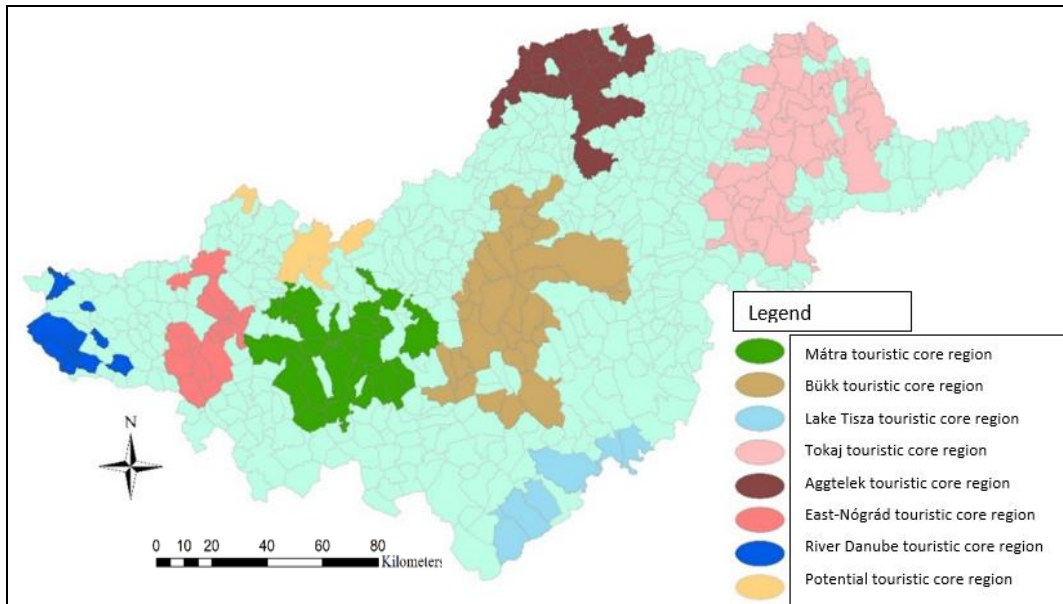 Legend
Mátra touristic core region
Bükk touristic core region
Lake Tisza touristic core region
Tokaj touristic core region
Aggtelek touristic core region
East-Nógrád touristic core region
River Danube touristic core region
Potential touristic core region
N
0 5 10 20 40 60 80
Kilometers